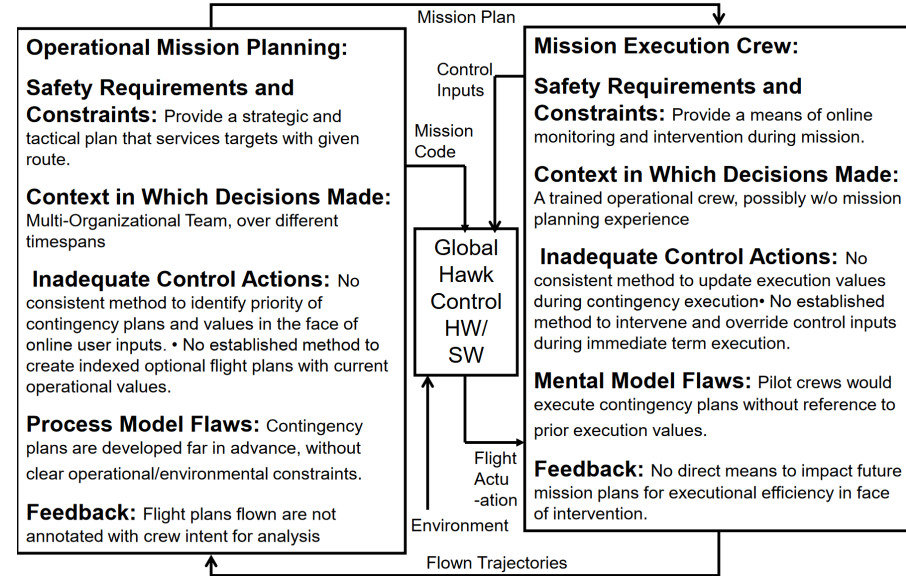 Mission Plan
Operational Mission Planning:
Safety Requirements and
Constraints: Provide a strategic and
tactical plan that services targets with given
route.
Context in Which Decisions Made:
Multi-Organizational Team, over different
timespans
Inadequate Control Actions: No
consistent method to identify priority of
contingency plans and values in the face of
online user inputs. • No established method to
create indexed optional flight plans with current
operational values.
Process Model Flaws: Contingency
plans are developed far in advance, without
clear operational/environmental constraints.
Feedback: Flight plans flown are not
annotated with crew intent for analysis
Control
Inputs
Mission
Code
Global
Hawk
Control
HW/
SW
Flight
Actu
-ation
Environment
Mission Execution Crew:
Safety Requirements and
Constraints: Provide a means of online
monitoring and intervention during mission.
Context in Which Decisions Made:
A trained operational crew, possibly w/o mission
planning experience
Inadequate Control Actions: No
consistent method to update execution values
during contingency execution• No established
method to intervene and override control inputs
during immediate term execution.
Mental Model Flaws: Pilot crews would
execute contingency plans without reference to
prior execution values.
Feedback: No direct means to impact future
mission plans for executional efficiency in face
of intervention.
Flown Trajectories